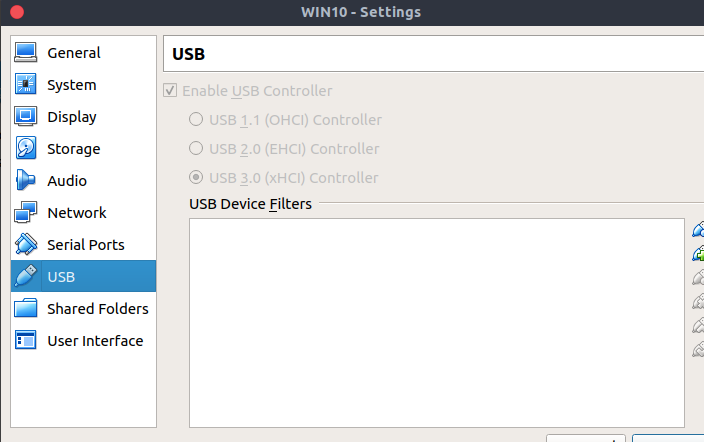 WIN10 - Settings
General
System
Display
Storage
Audio
Network
Serial Ports
USB
Shared Folders
User Interface
USB
Enable USB Controller
USB 1.1 (OHCI) Controller
USB 2.0 (EHCI) Controller
USB 3.0 (xHCI) Controller
USB Device Filters